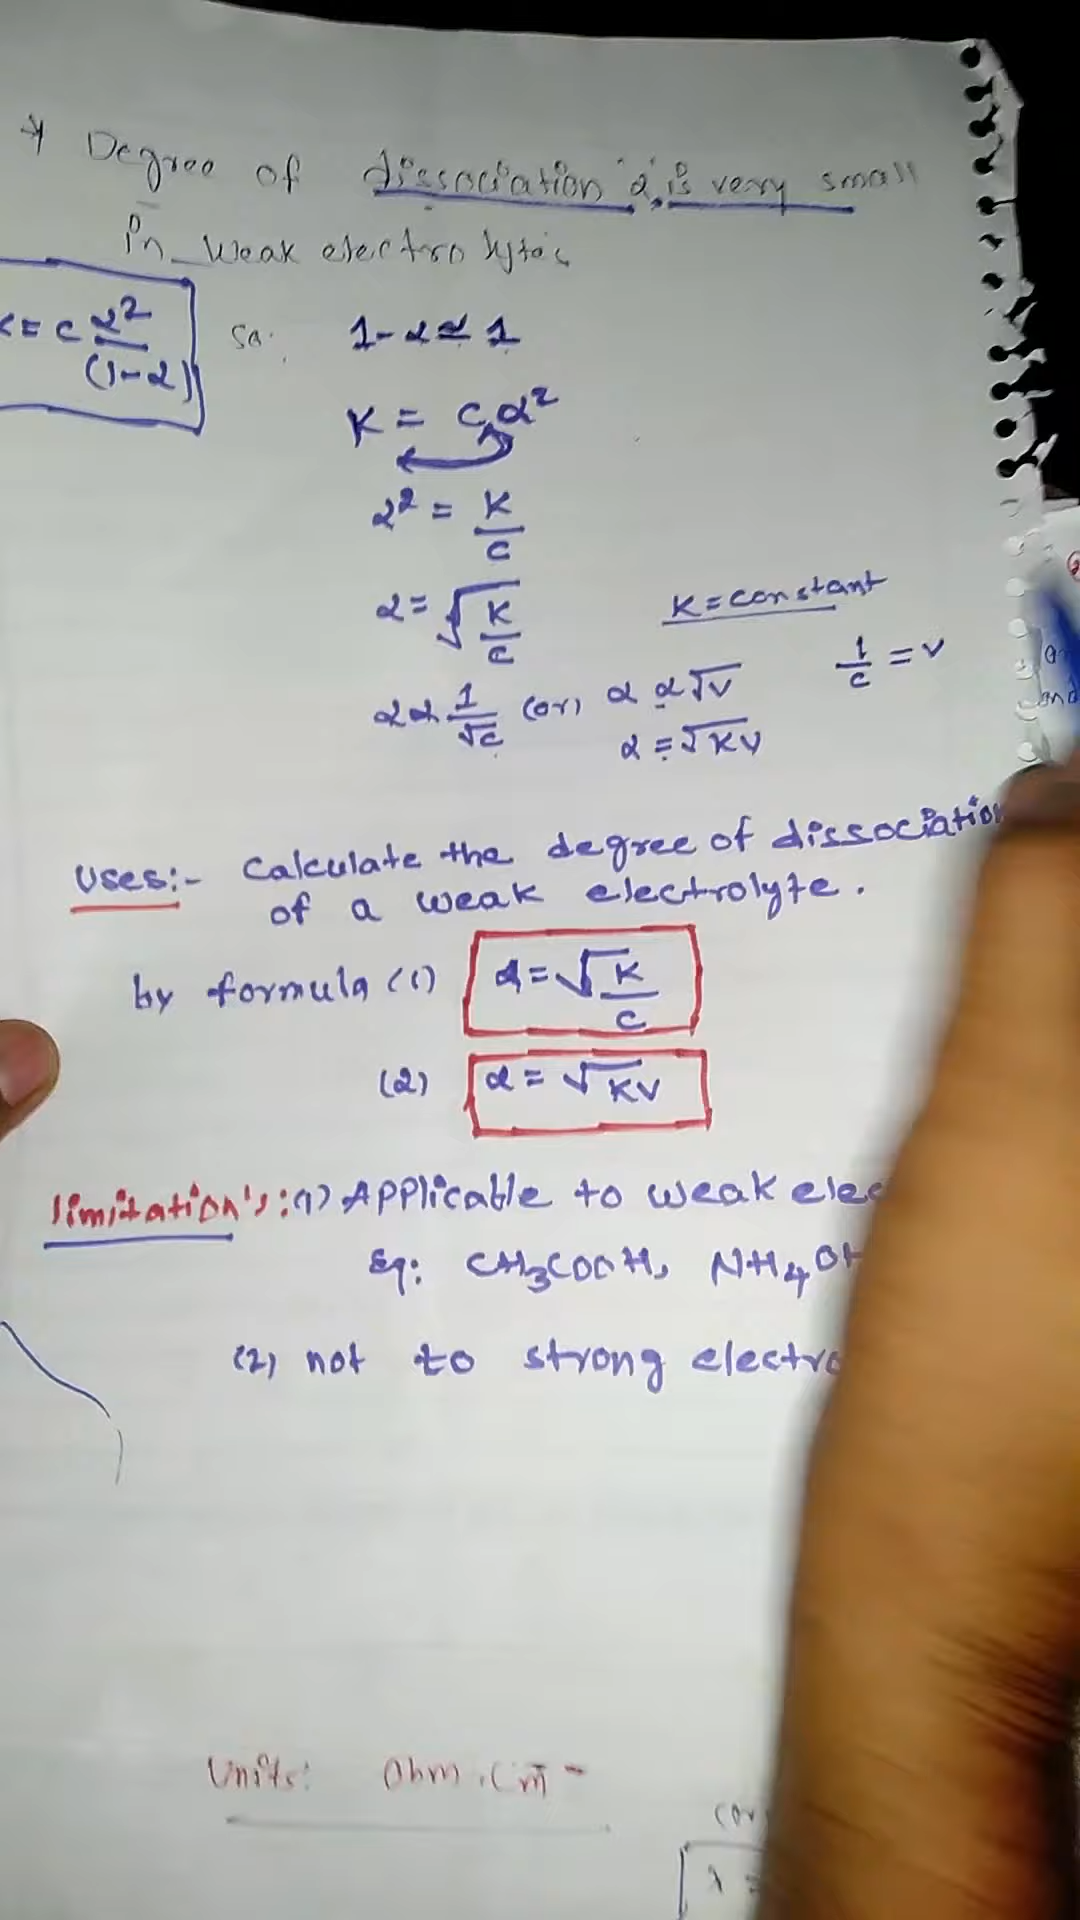 Degree of dissociation 'α' is very small
in weak electrolyte's
= c α²/(1-α)
so: 1-α ≃ 1
K = cα²
α² = K/c
α = √K/c
K = constant
1/c = V
α α 1/√c (or) α α √V
α = √KV
Uses:- Calculate the degree of dissociation
of a weak electrolyte.
by formula (1) α = √K/c
(2) α = √KV
limitation's: (1) Applicable to weak elec
Eg: CH₃COOH, NH₄OH
(2) not to strong electro
Units: Ohm
(or
λ =